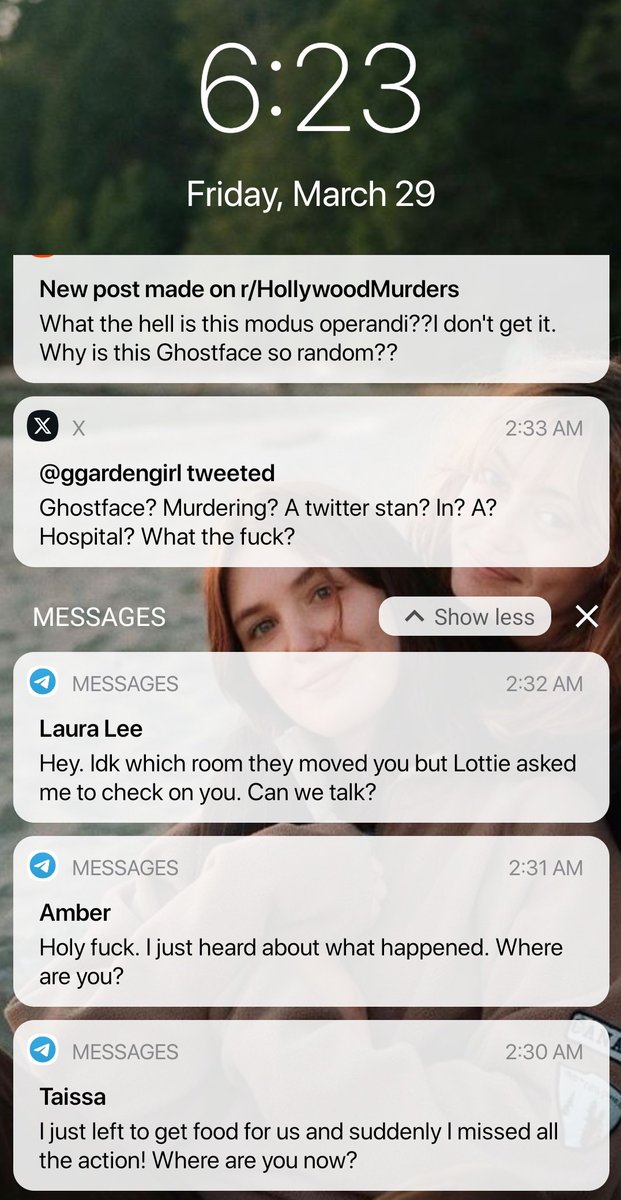 6:23
Friday, March 29
New post made on r/HollywoodMurders
What the hell is this modus operandi??I don't get it.
Why is this Ghostface so random??
X
2:33 AM
@ggardengirl tweeted
Ghostface? Murdering? A twitter stan? In? A?
Hospital? What the fuck?
MESSAGES
Show less
MESSAGES
2:32 AM
Laura Lee
Hey. Idk which room they moved you but Lottie asked
me to check on you. Can we talk?
MESSAGES
2:31 AM
Amber
Holy fuck. I just heard about what happened. Where
are you?
MESSAGES
2:30 AM
Taissa
I just left to get food for us and suddenly I missed all
the action! Where are you now?